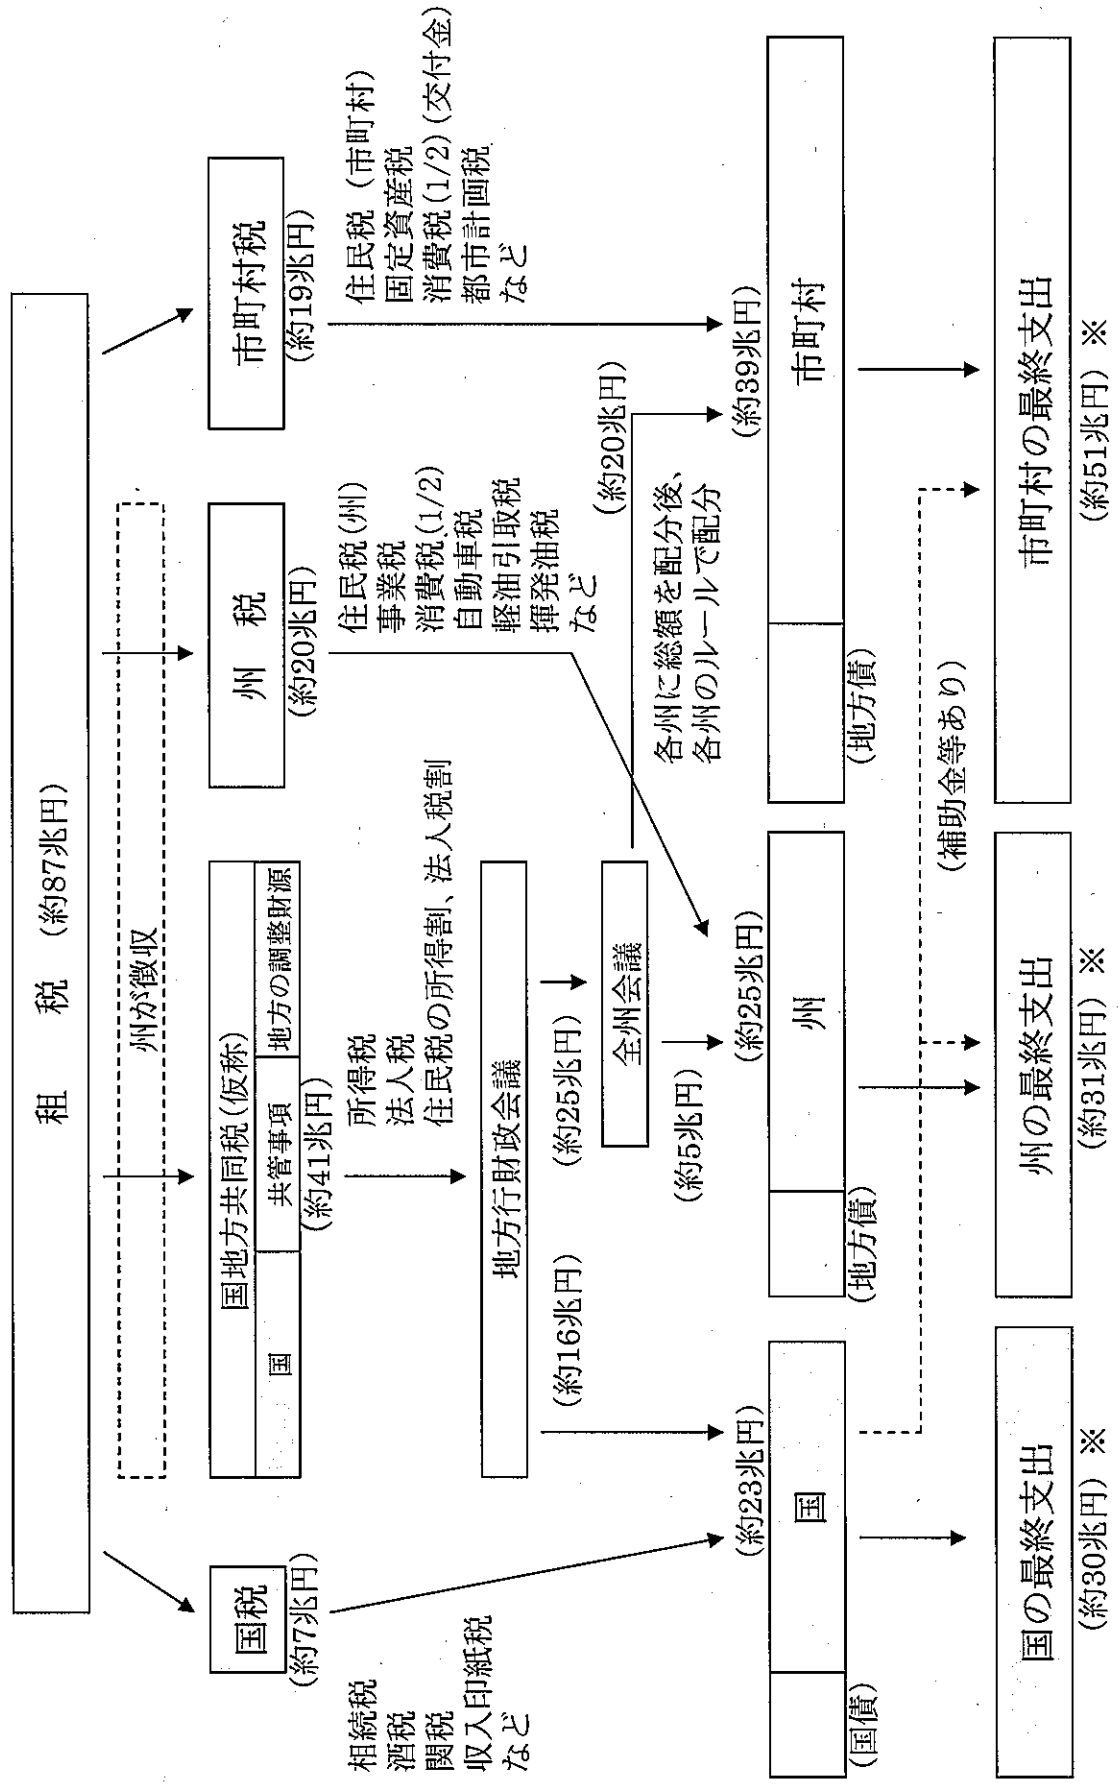 租　税　(約87兆円)
州が徴収
国税
(約7兆円)
相続税
酒税
関税
収入印紙税
など
国地方共同税(仮称)
国
共管事項
地方の調整財源
(約41兆円)
所得税
法人税
住民税の所得割、法人税割
州　税
(約20兆円)
住民税(州)
事業税
消費税(1/2)
自動車税
軽油引取税
揮発油税
など
市町村税
(約19兆円)
住民税 (市町村)
固定資産税
消費税(1/2)(交付金)
都市計画税
など
地方行財政会議
(約16兆円)
(約25兆円)
全州会議
(約5兆円)
(約20兆円)
各州に総額を配分後、
各州のルールで配分
(約23兆円)
国
(国債)
(約25兆円)
州
(地方債)
(約39兆円)
市町村
(地方債)
(補助金等あり)
国の最終支出
(約30兆円) ※
州の最終支出
(約31兆円) ※
市町村の最終支出
(約51兆円) ※